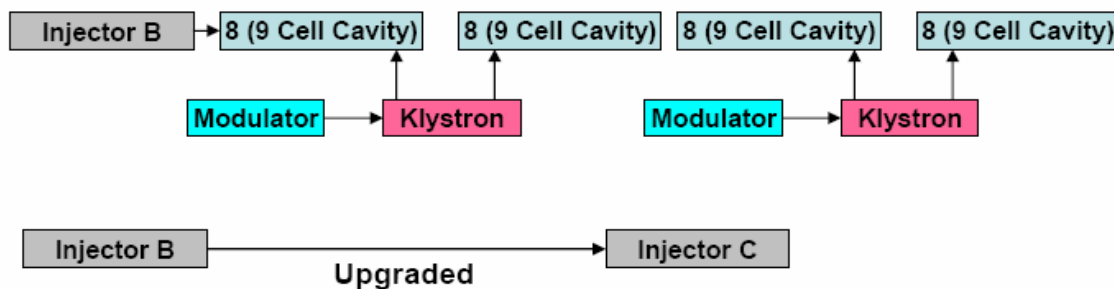 Injector B
8 (9 Cell Cavity)
8 (9 Cell Cavity)
8 (9 Cell Cavity)
8 (9 Cell Cavity)
Modulator
Klystron
Modulator
Klystron
Injector B
Upgraded
Injector C